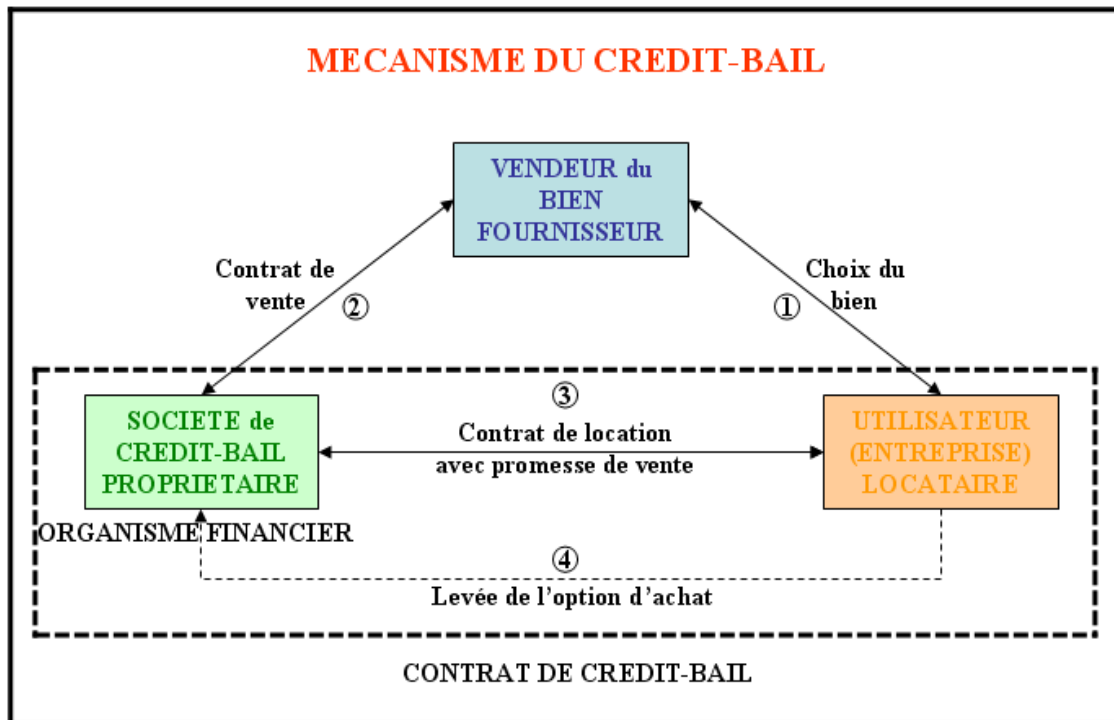 MECANISME DU CREDIT-BAIL
VENDEUR du
BIEN
FOURNISSEUR
Contrat de
vente
②
Choix du
bien
①
③
SOCIETE de
CREDIT-BAIL
PROPRIETAIRE
Contrat de location
avec promesse de vente
UTILISATEUR
(ENTREPRISE)
LOCATAIRE
ORGANISME FINANCIER
④
Levée de l'option d'achat
CONTRAT DE CREDIT-BAIL